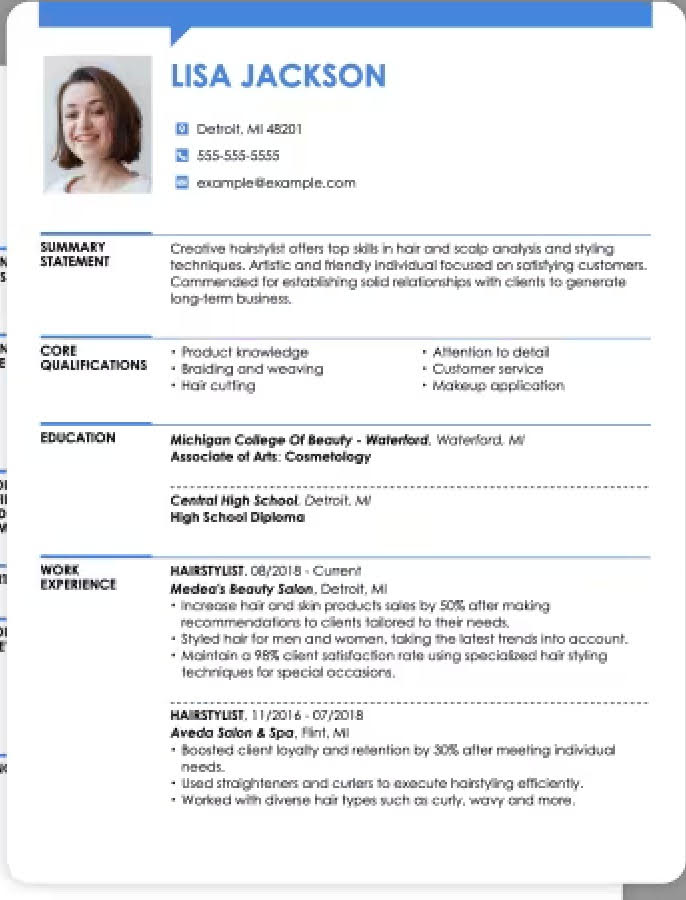 LISA JACKSON
Detroit, MI 48201
555-555-5555
example@example.com
SUMMARY
STATEMENT
Creative hairstylist offers top skills in hair and scalp analysis and styling
techniques. Artistic and friendly individual focused on satisfying customers.
Commended for establishing solid relationships with clients to generate
long-term business.
CORE
QUALIFICATIONS
• Product knowledge
• Braiding and weaving
• Hair cutting
• Attention to detail
• Customer service
• Makeup application
EDUCATION
Michigan College Of Beauty - Waterford, Waterford, MI
Associate of Arts: Cosmetology
Central High School, Detroit, MI
High School Diploma
WORK
EXPERIENCE
HAIRSTYLIST, 08/2018 - Current
Medea's Beauty Salon, Detroit, MI
• Increase hair and skin products sales by 50% after making
recommendations to clients tailored to their needs.
• Styled hair for men and women, taking the latest trends into account.
• Maintain a 98% client satisfaction rate using specialized hair styling
techniques for special occasions.
HAIRSTYLIST, 11/2016 - 07/2018
Aveda Salon & Spa, Flint, MI
• Boosted client loyalty and retention by 30% after meeting individual
needs.
• Used straighteners and curlers to execute hairstyling efficiently.
• Worked with diverse hair types such as curly, wavy and more.